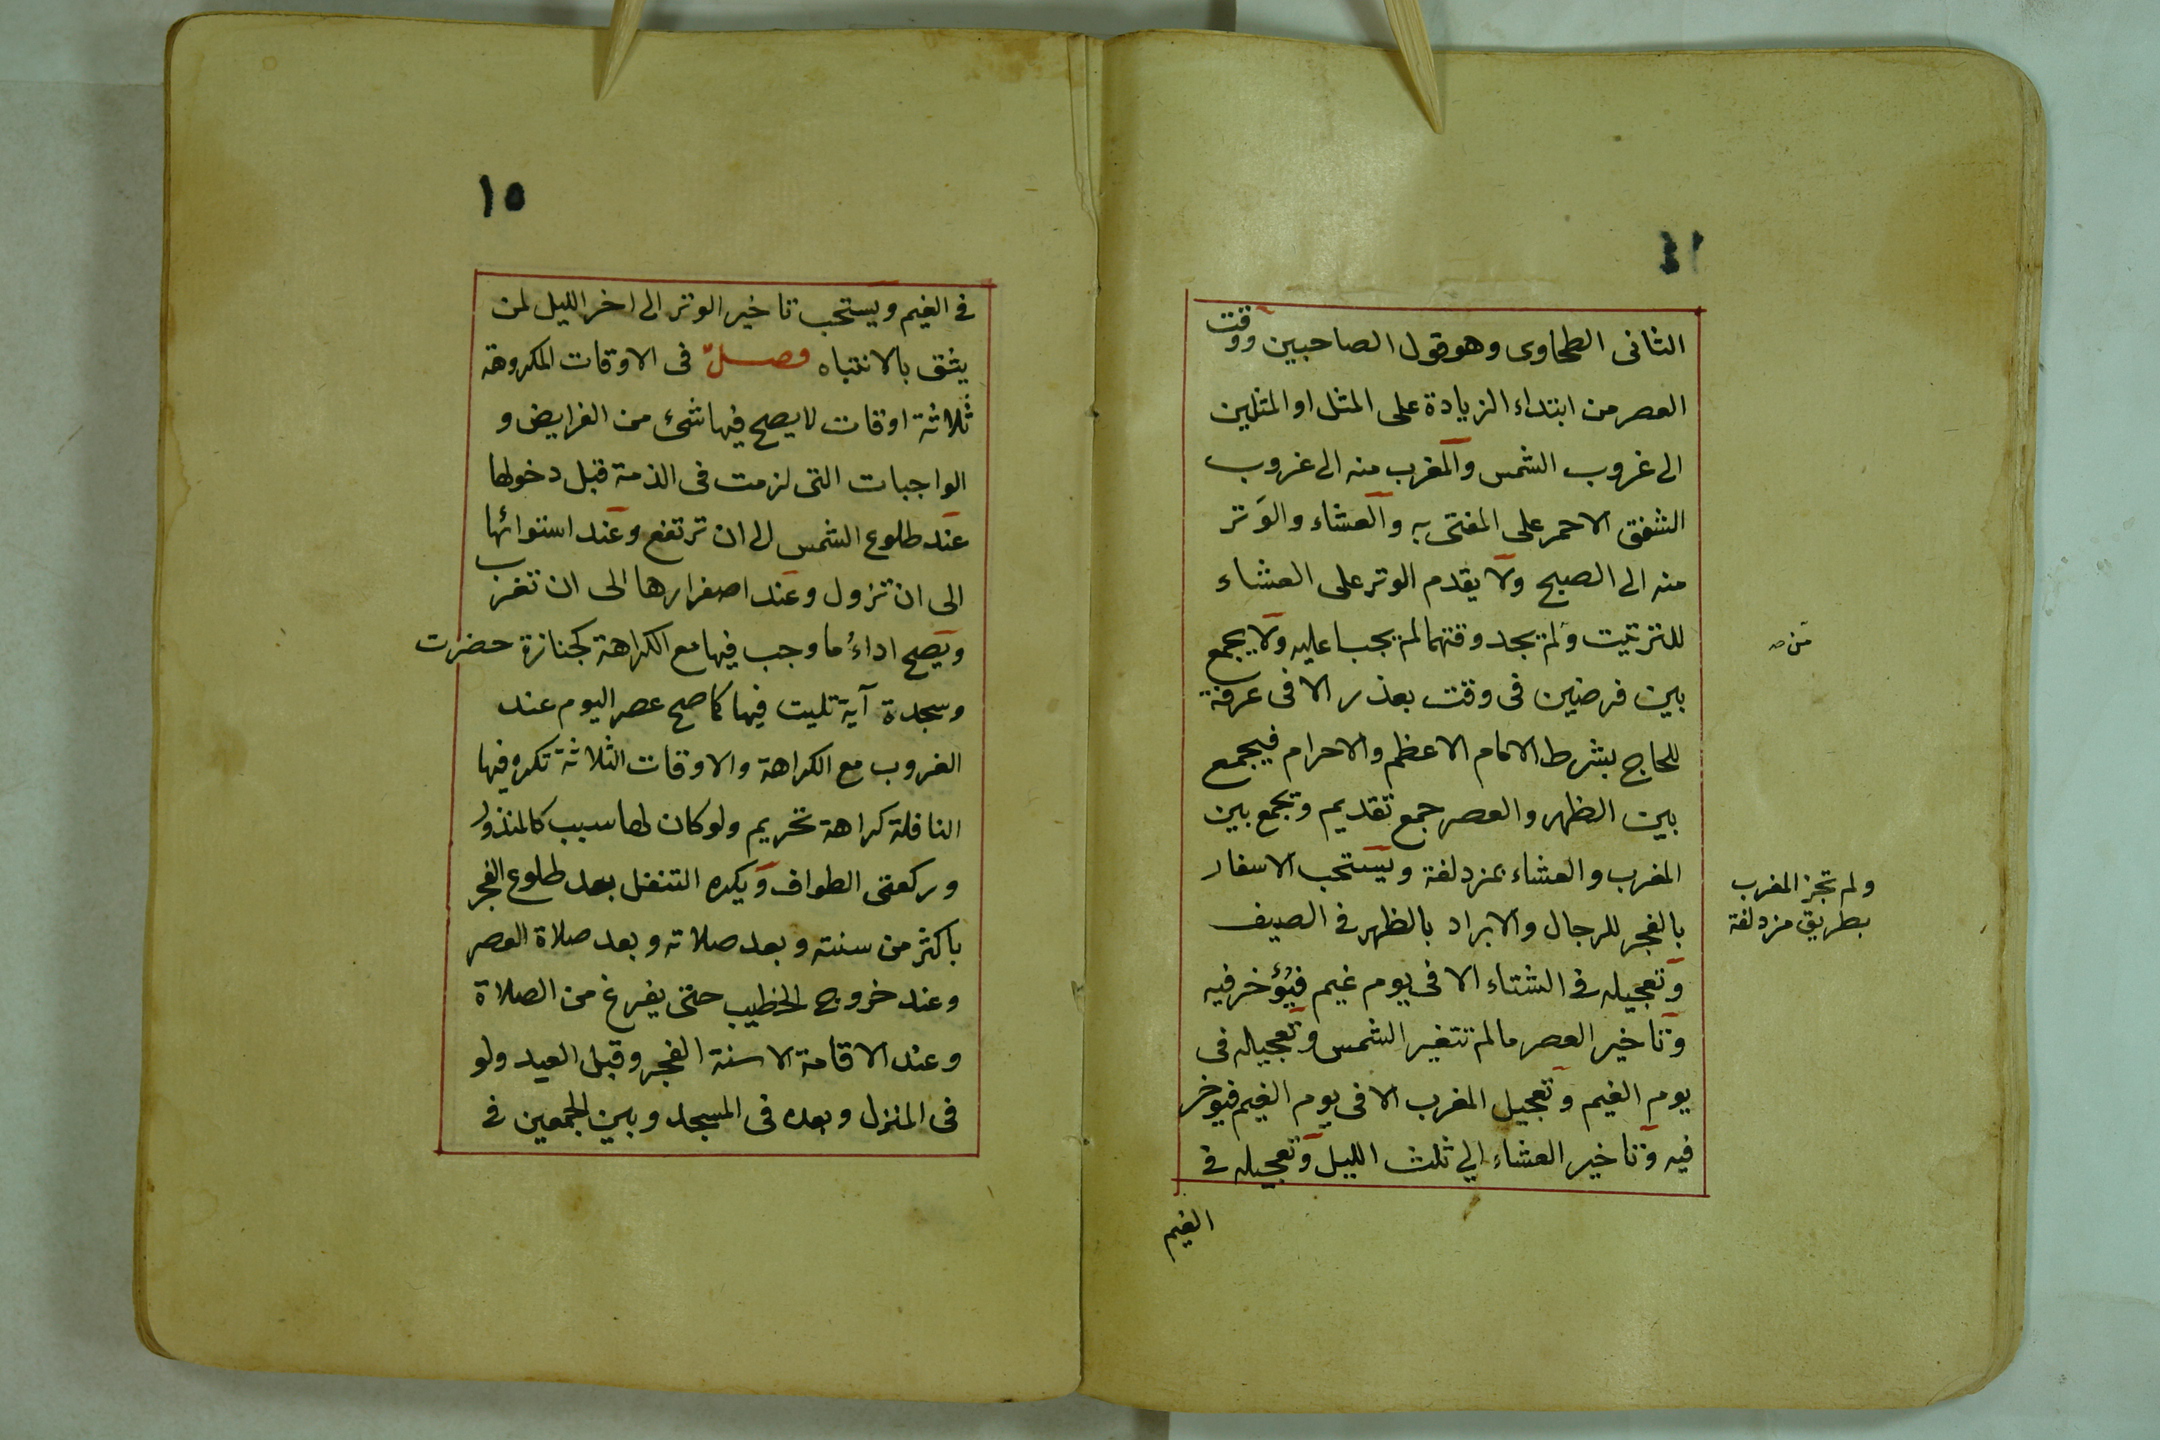 ١٤
الثانى الطحاوى وهو قول الصاحبين ووقت
العصر من ابتداء الزيادة على المثل او المثلين
الى غروب الشمس والمغرب منه الى غروب
الشفق الاحمر على المفتى به والعشاء والوتر
منه الى الصبح ولا يقدم الوتر على العشاء
للترتيت ولم يجد وقتهما لم يجبا عليه ولا يجمع
من صـ
بين فرضين فى وقت بعذر الا فى عرفة
للحاج بشرط الامام الاعظم والاحرام فيجمع
بين الظهر والعصر جمع تقديم وتجمع بين
المغرب والعشاء بمزدلفة ويستحب الاسفار
ولم تجز المغرب
بطريق مزدلفة
بالفجر للرجال والابراد بالظهر فى الصيف
وتعجيله فى الشتاء الا فى يوم غيم فيؤخر فيه
وتاخير العصر مالم تتغير الشمس وتعجيله فى
يوم الغيم وتعجيل المغرب الا فى يوم الغيم فيوخر
فيه وتاخير العشاء الي ثلث الليل وتعجيله فى
الغيم
١٥
فى الغيم ويستحب تاخير الوتر الى اخر الليل لمن
يثق بالانتباه فصل فى الاوقات المكروهة
ثلاثة اوقات لا يصح فيها شئ من الفرايض و
الواجبات التى لزمت فى الذمة قبل دخولها
عند طلوع الشمس الى ان ترتفع وعند استوائها
الى ان تزول وعند اصفرارها الى ان تغرب
ويصح اداء ما وجب فيها مع الكراهة كجنازة حضرت
وسجدة آية تليت فيها كما صح عصر اليوم عند
الغروب مع الكراهة والاوقات الثلاثة تكره فيها
النافلة كراهة تحريم ولو كان لها سبب كالمنذور
وركعتى الطواف ويكره التنفل بعد طلوع الفجر
باكثر من سنته وبعد صلاته وبعد صلاة العصر
وعند خروج الخطيب حتى يفرغ من الصلاة
وعند الاقامة الا سنة الفجر وقبل العيد ولو
فى المنزل وبعده فى المسجد وبين الجمعين فى